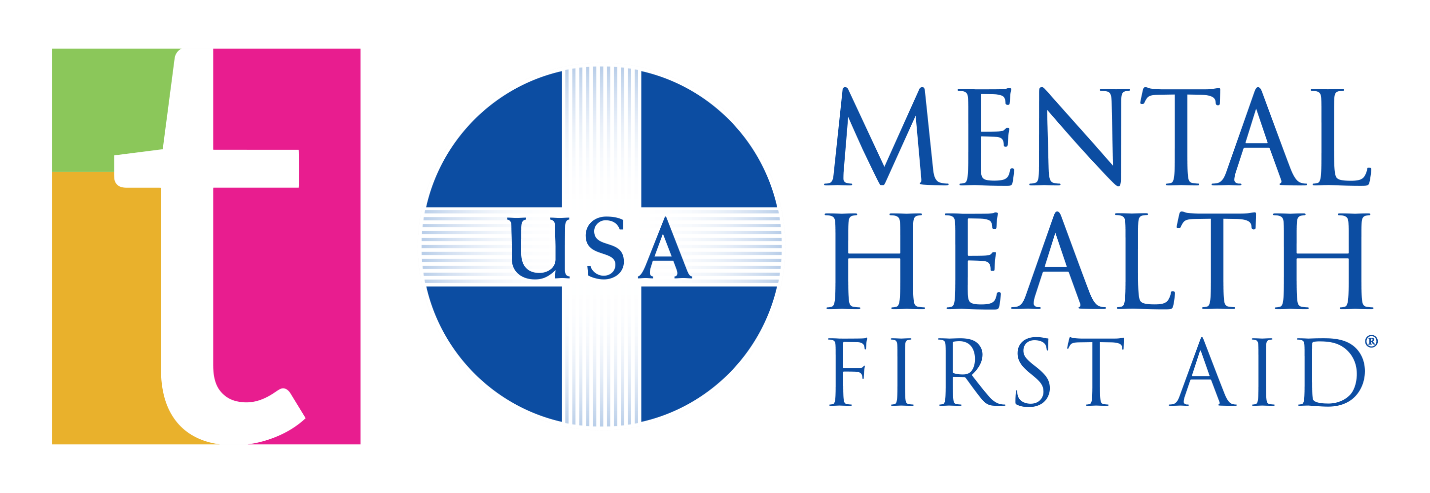 t
USA
MENTAL
HEALTH
FIRST AID®